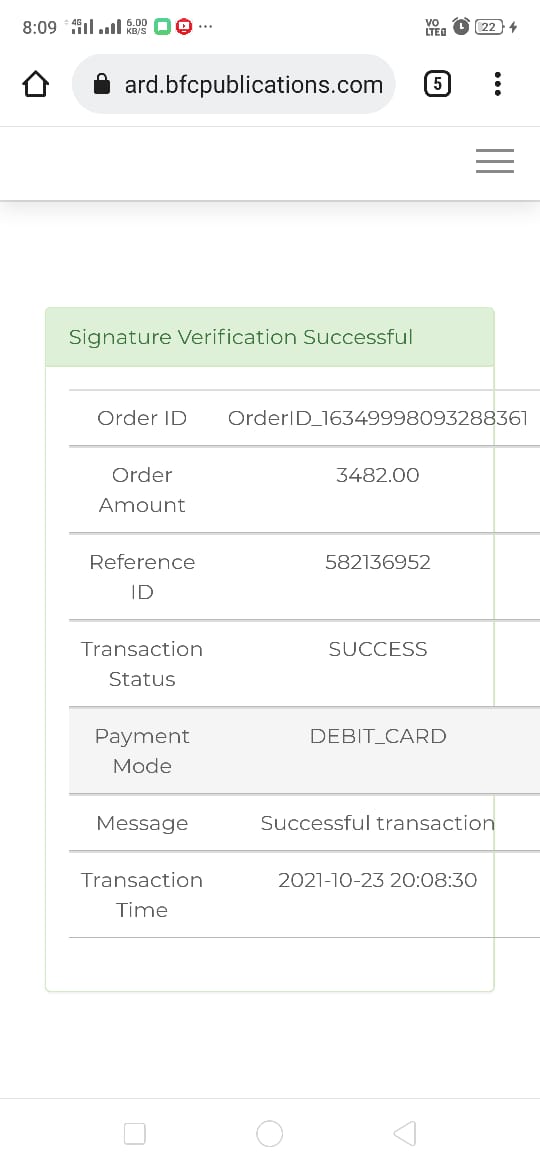 8:09 4G 6.00 KB/S ... VO LTE 22
ard.bfcpublications.com 5
Signature Verification Successful
Order ID OrderID_16349998093288361
Order Amount 3482.00
Reference ID 582136952
Transaction Status SUCCESS
Payment Mode DEBIT_CARD
Message Successful transaction
Transaction Time 2021-10-23 20:08:30